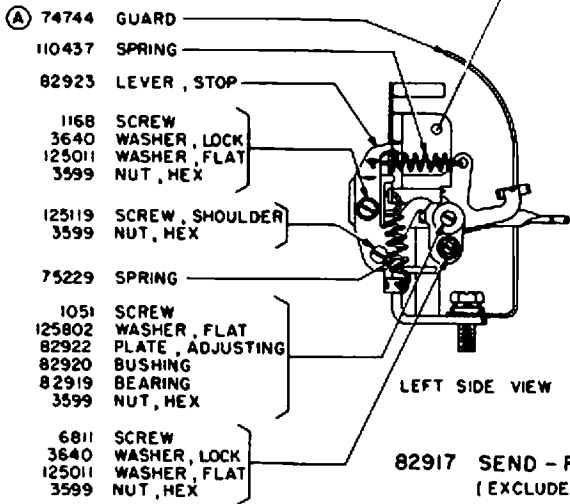 A 74744 GUARD
110437 SPRING
82923 LEVER, STOP
1168 SCREW
3640 WASHER, LOCK
125011 WASHER, FLAT
3599 NUT, HEX
125119 SCREW, SHOULDER
3599 NUT, HEX
75229 SPRING
1051 SCREW
125802 WASHER, FLAT
82922 PLATE, ADJUSTING
82920 BUSHING
82919 BEARING
3599 NUT, HEX
LEFT SIDE VIEW
6811 SCREW
3640 WASHER, LOCK
125011 WASHER, FLAT
3599 NUT, HEX
82917 SEND -
(EXCLUDE